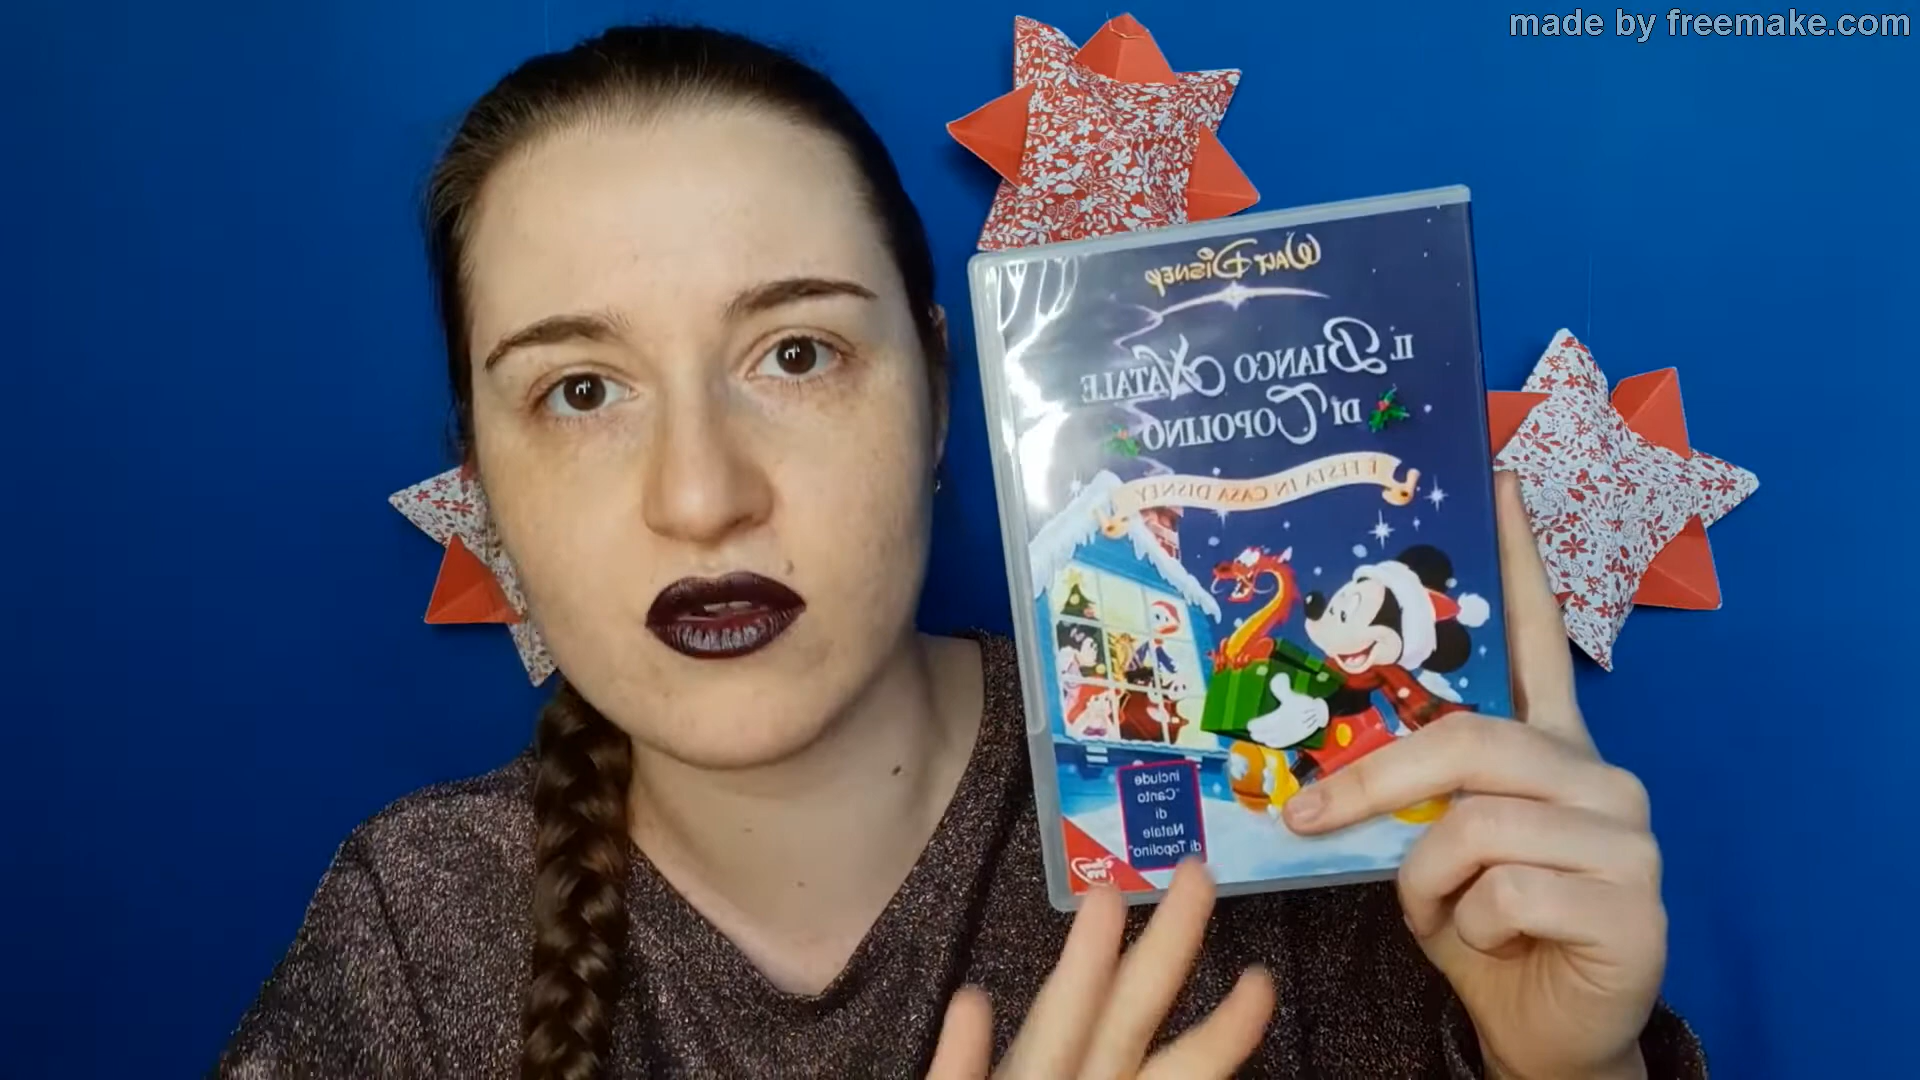 made by freemake.com
WALT DISNEY
IL BIANCO NATALE
DI TOPOLINO
È FESTA IN CASA DISNEY
include
"Canto
di
Natale
di Topolino"
DVD